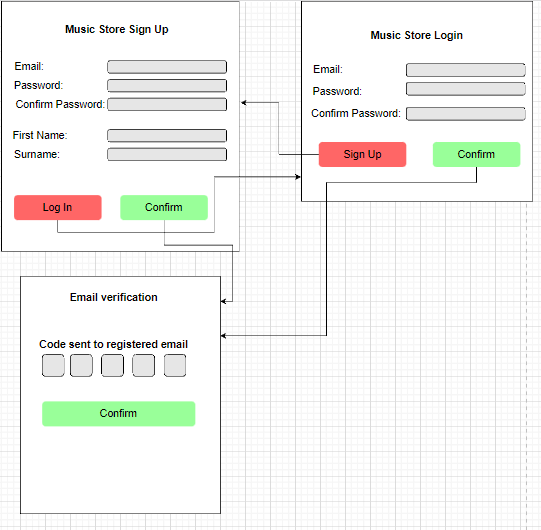 Music Store Sign Up
Email:
Password:
Confirm Password:
First Name:
Surname:
Log In
Confirm
Music Store Login
Email:
Password:
Confirm Password:
Sign Up
Confirm
Email verification
Code sent to registered email
Confirm